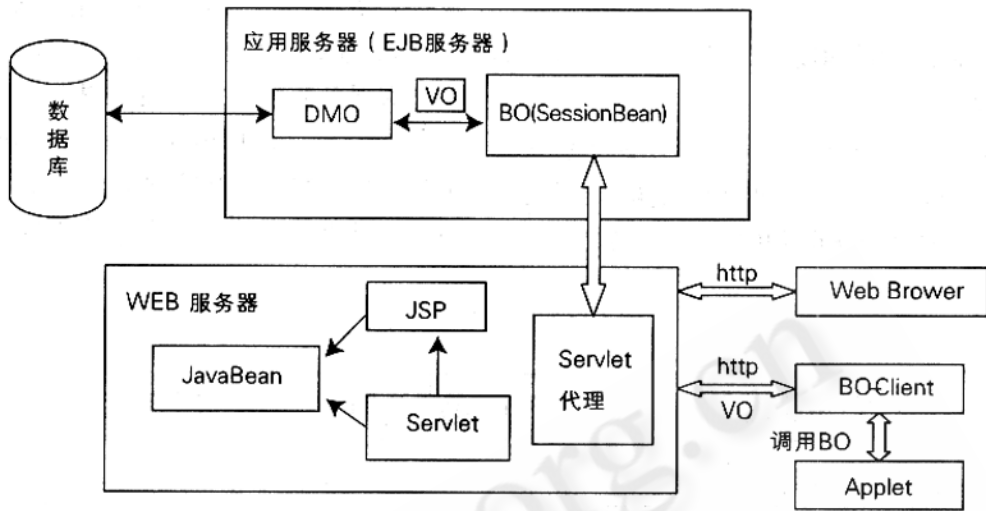 应用服务器（EJB服务器）
数
据
库
DMO
VO
BO(SessionBean)
WEB 服务器
JSP
JavaBean
Servlet
Servlet
代理
http
Web Brower
http
VO
BO-Client
调用BO
Applet
org.cn